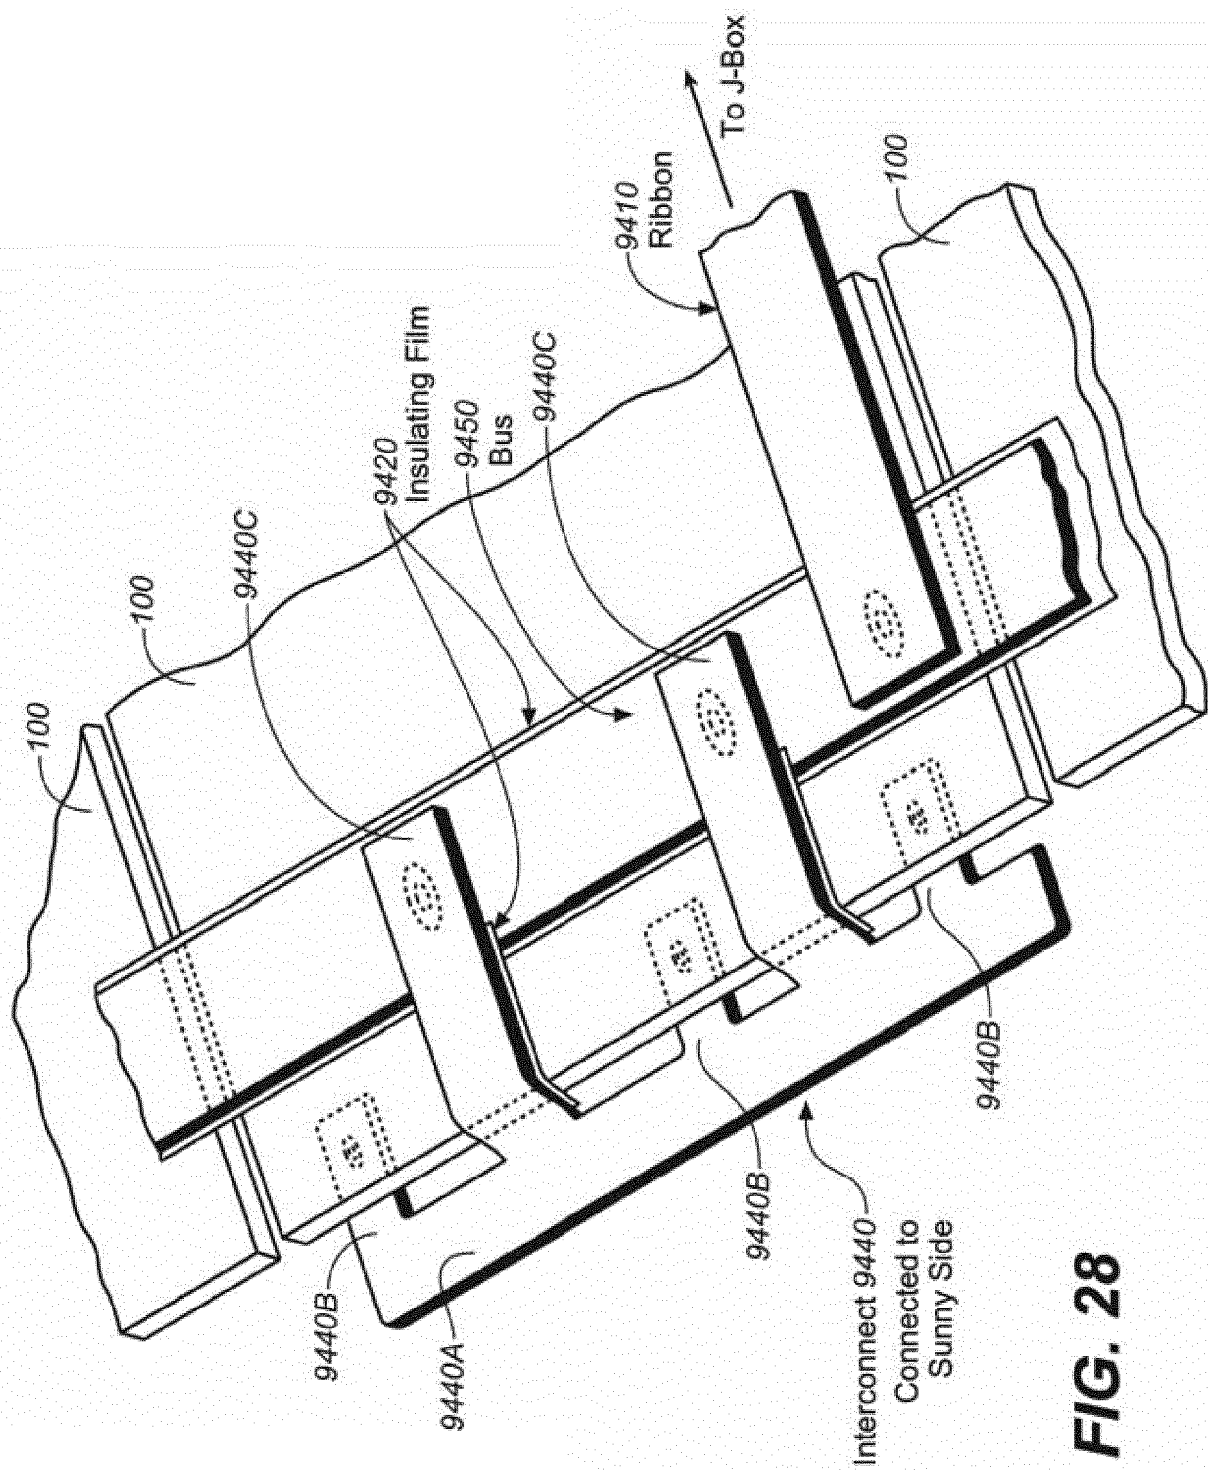 100
100
9440C
9420
Insulating Film
9450
Bus
9440C
9410
Ribbon
To J-Box
100
9440B
9440A
9440B
9440B
Interconnect 9440
Connected to
Sunny Side
FIG. 28